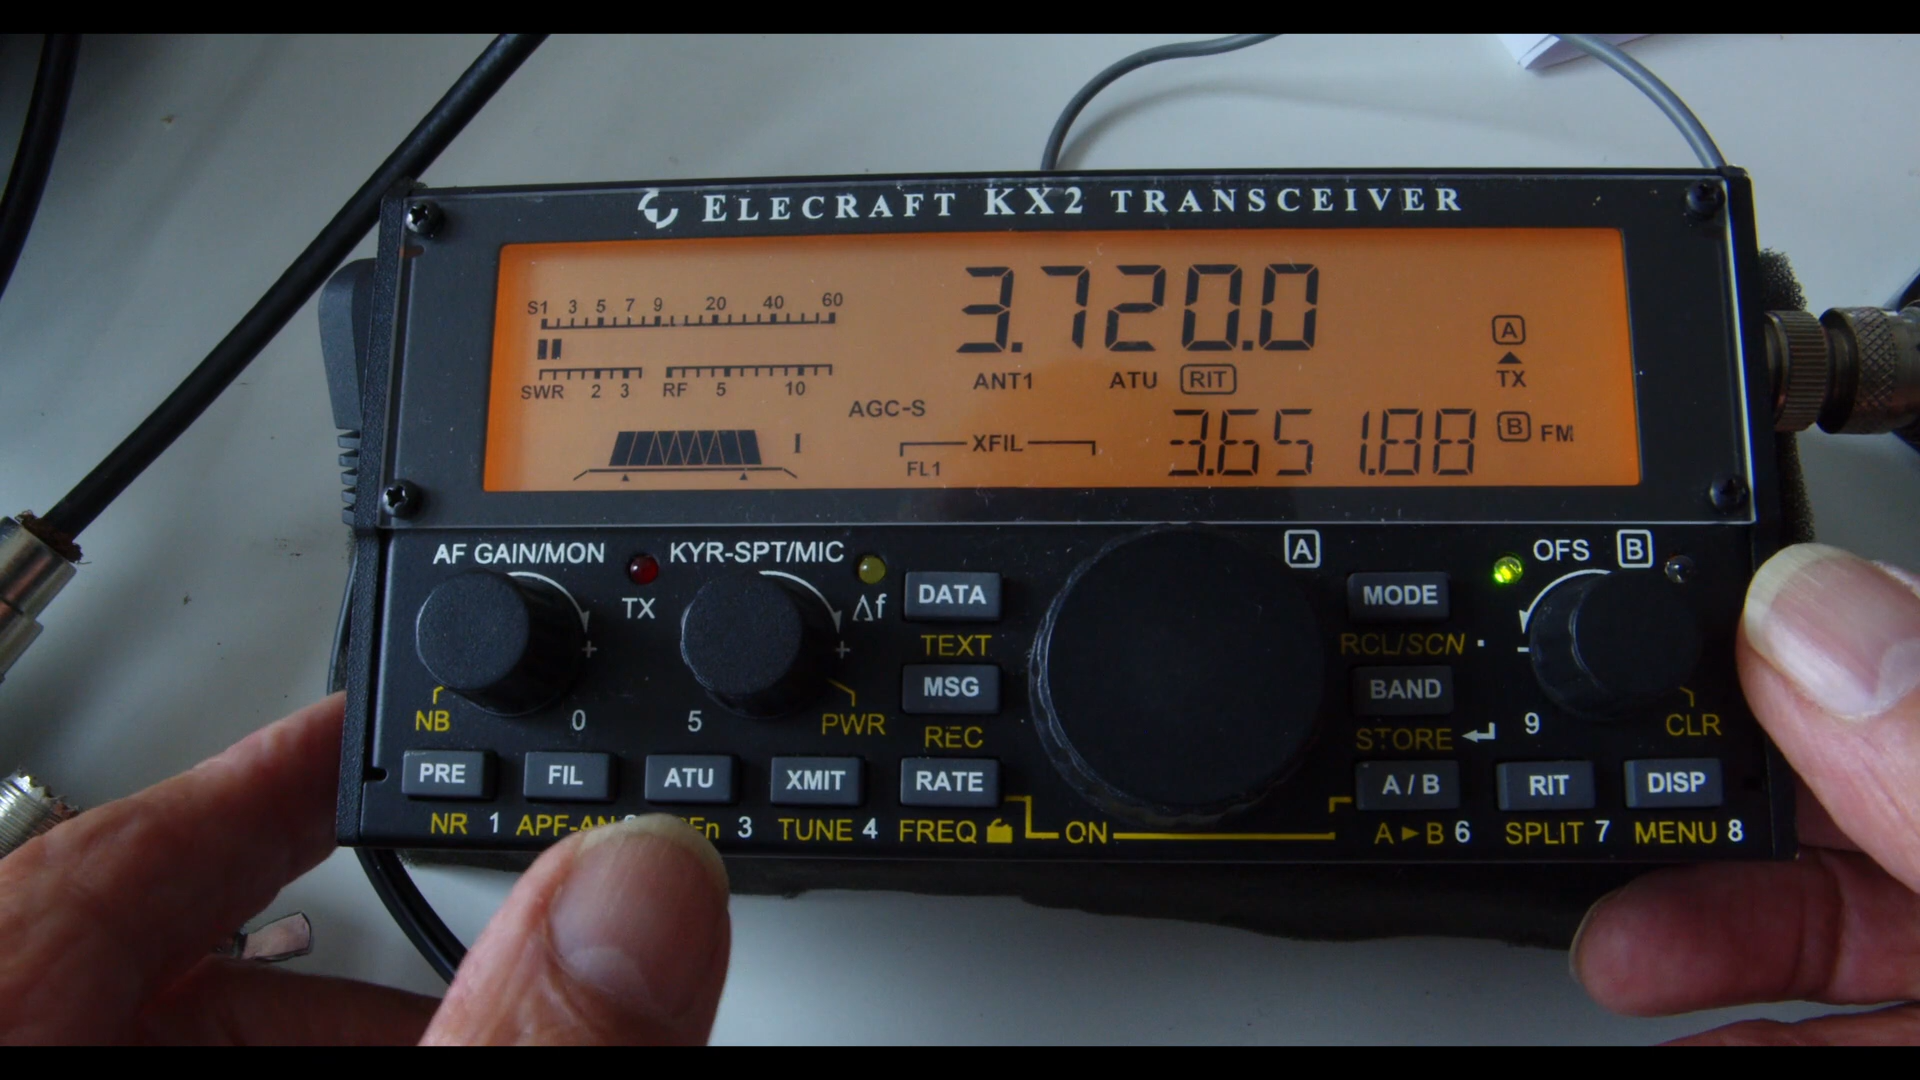 ELECRAFT KX2 TRANSCEIVER
S1 3 5 7 9 20 40 60
3.720.0
A
SWR 2 3 RF 5 10
ANT1 ATU RIT
TX
AGC-S
I
XFIL
FL1
3.651.88
B FM
AF GAIN/MON
TX
KYR-SPT/MIC
Δf
DATA
TEXT
A
MODE
RCL/SCN .
OFS B
+ + -
MSG
REC
BAND
STORE
NB 0 5 PWR
9 CLR
PRE FIL ATU XMIT RATE
A / B RIT DISP
NR 1 APF-AN 3 TUNE 4 FREQ ON
A ► B 6 SPLIT 7 MENU 8